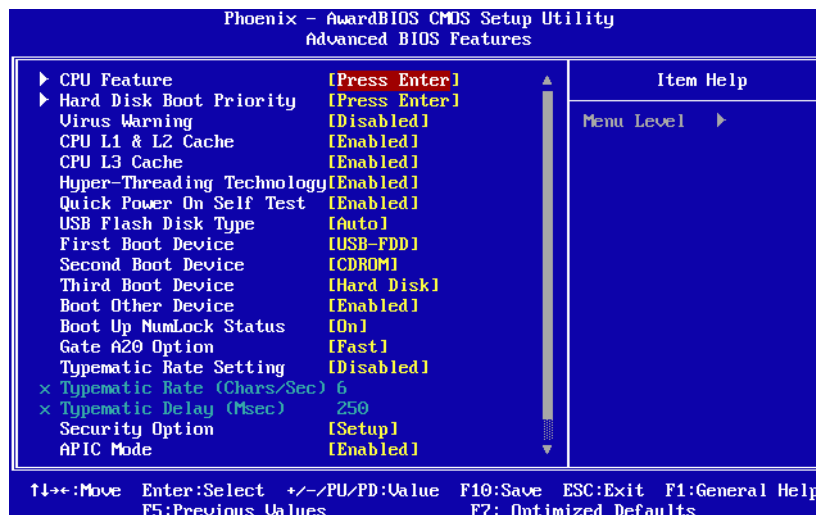 Phoenix - AwardBIOS CMOS Setup Utility
Advanced BIOS Features
CPU Feature [Press Enter]
Hard Disk Boot Priority [Press Enter]
Virus Warning [Disabled]
CPU L1 & L2 Cache [Enabled]
CPU L3 Cache [Enabled]
Hyper-Threading Technology[Enabled]
Quick Power On Self Test [Enabled]
USB Flash Disk Type [Auto]
First Boot Device [USB-FDD]
Second Boot Device [CDROM]
Third Boot Device [Hard Disk]
Boot Other Device [Enabled]
Boot Up NumLock Status [On]
Gate A20 Option [Fast]
Typematic Rate Setting [Disabled]
x Typematic Rate (Chars/Sec) 6
x Typematic Delay (Msec) 250
Security Option [Setup]
APIC Mode [Enabled]
Item Help
Menu Level
↑↓→←:Move Enter:Select +/-/PU/PD:Value F10:Save ESC:Exit F1:General Help
F5:Previous Values F7: Optimized Defaults